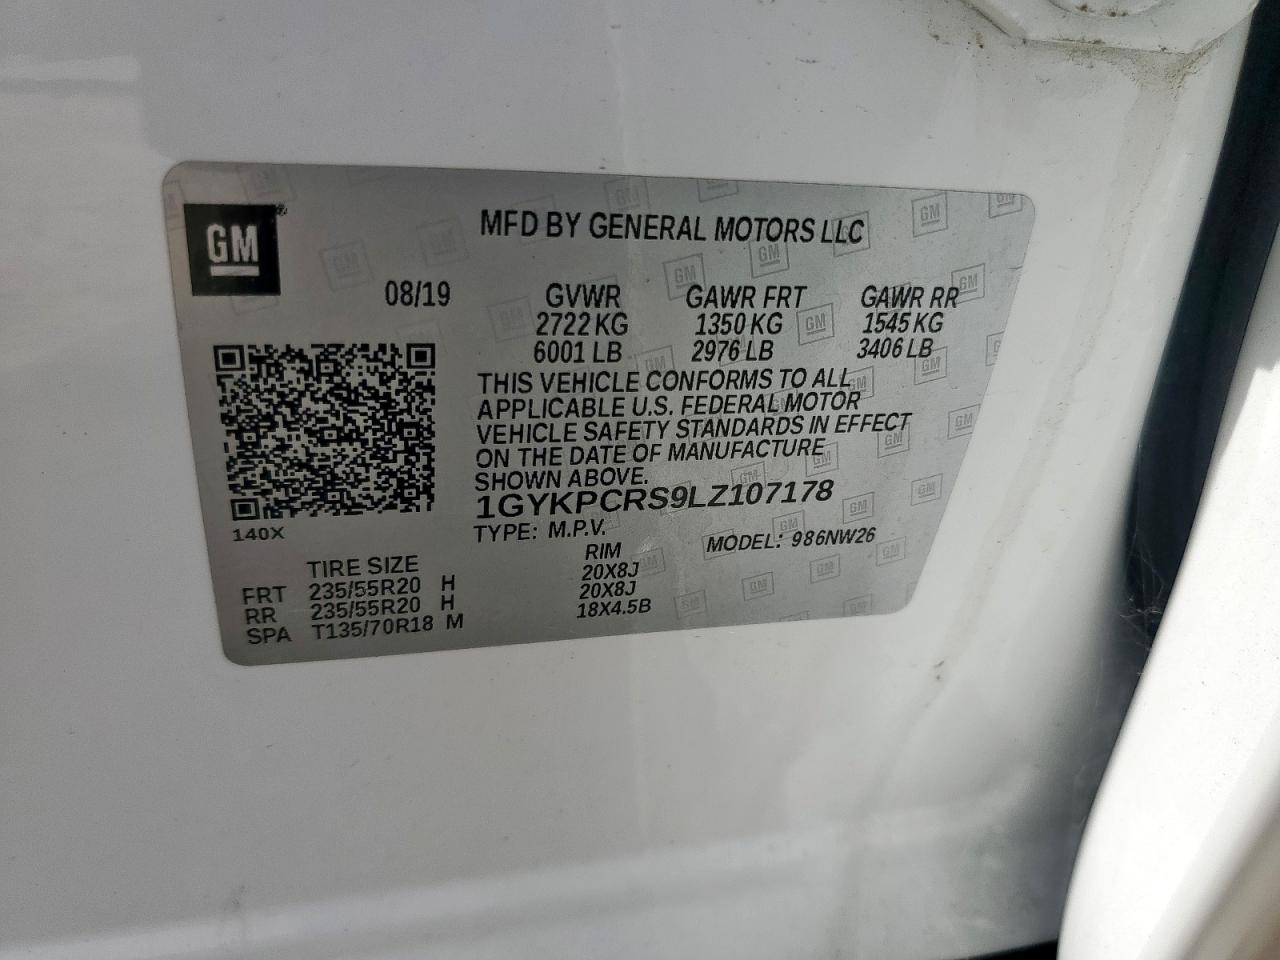 GM
MFD BY GENERAL MOTORS LLC
08/19 GVWR GAWR FRT GAWR RR
2722 KG 1350 KG 1545 KG
6001 LB 2976 LB 3406 LB
THIS VEHICLE CONFORMS TO ALL
APPLICABLE U.S. FEDERAL MOTOR
VEHICLE SAFETY STANDARDS IN EFFECT
ON THE DATE OF MANUFACTURE
SHOWN ABOVE.
1GYKPCRS9LZ107178
140X
TYPE: M.P.V. MODEL: 986NW26
TIRE SIZE RIM
FRT 235/55R20 H 20X8J
RR 235/55R20 H 20X8J
SPA T135/70R18 M 18X4.5B